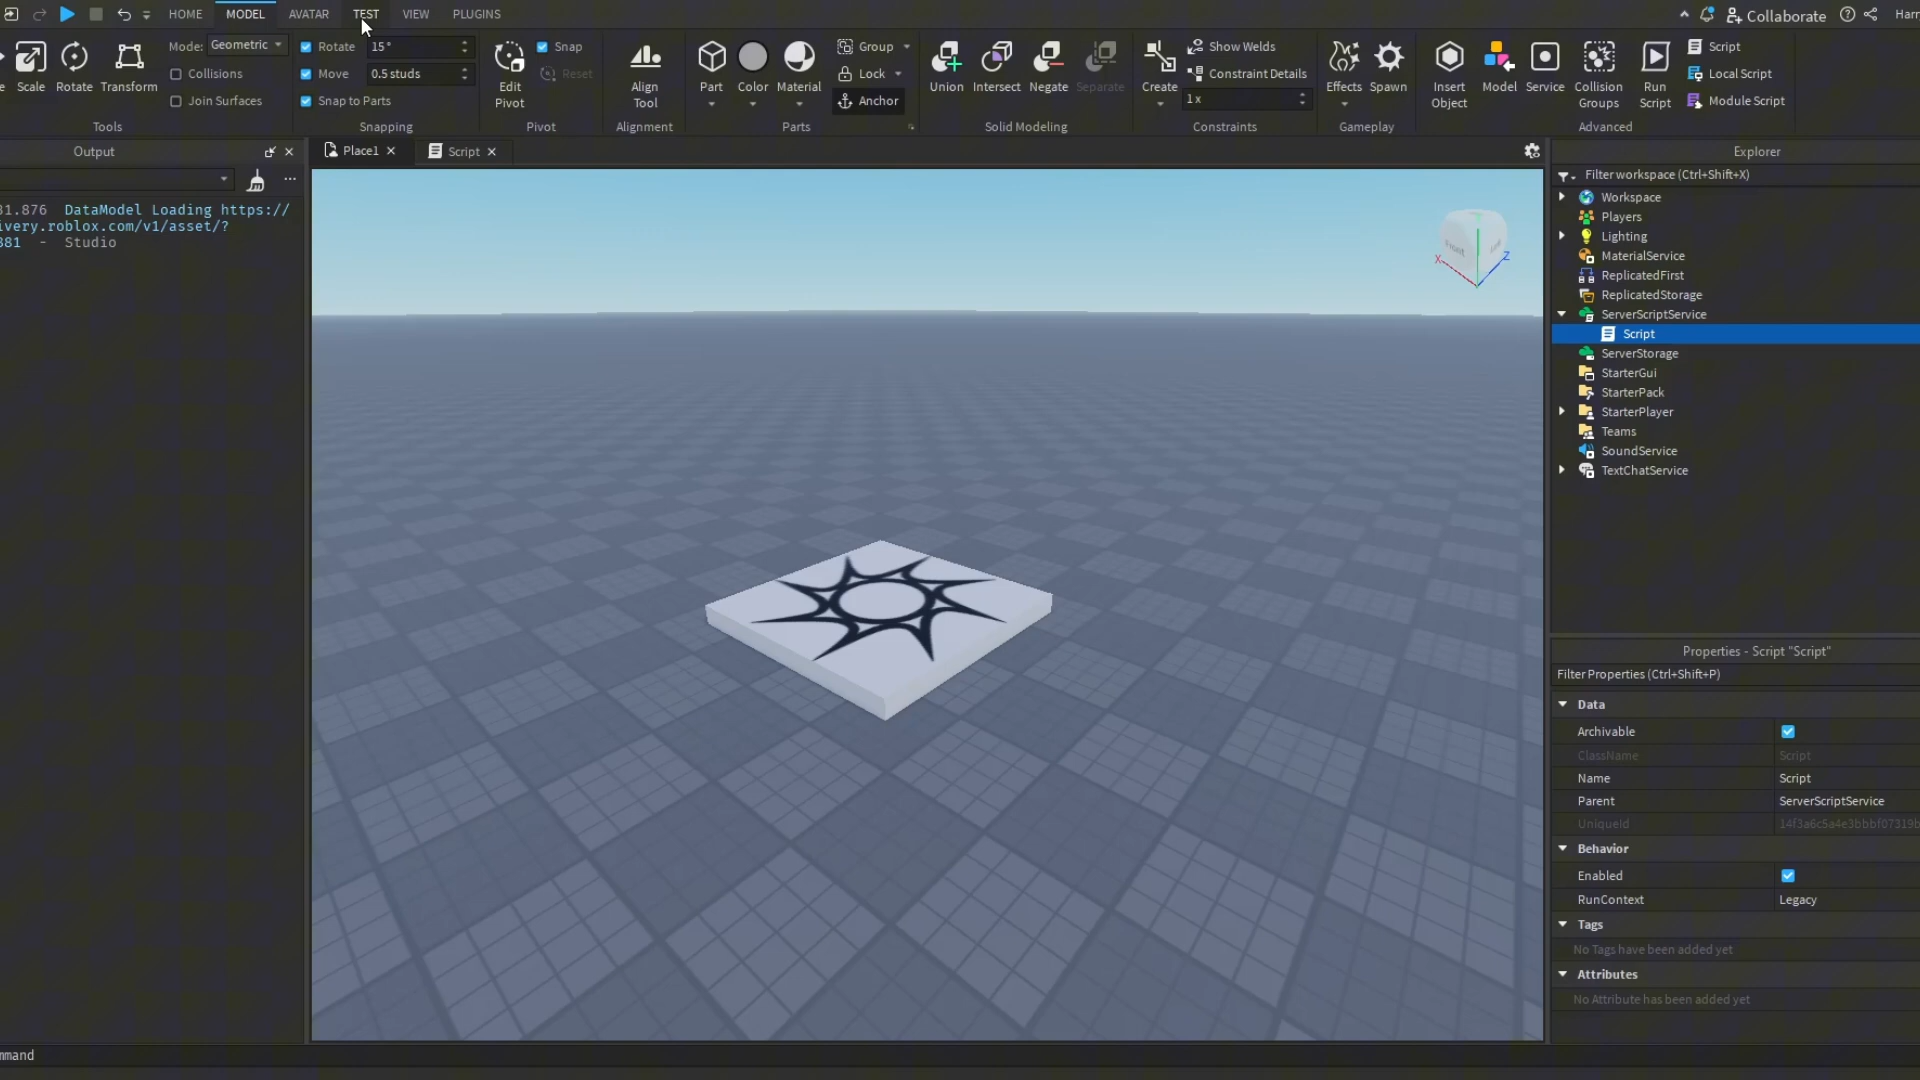 HOME MODEL AVATAR TEST VIEW PLUGINS
Collaborate
Scale
Rotate
Transform
Mode: Geometric
Collisions
Join Surfaces
Tools
Rotate 15°
Move 0.5 studs
Snap to Parts
Snapping
Edit
Pivot
Snap
Reset
Pivot
Align
Tool
Alignment
Part
Color
Material
Group
Lock
Anchor
Parts
Union
Intersect
Negate
Separate
Solid Modeling
Create
Show Welds
Constraint Details
1 x
Constraints
Effects
Spawn
Gameplay
Insert
Object
Model
Service
Collision
Groups
Run
Script
Script
Local Script
Module Script
Advanced
Output
31.876 DataModel Loading https://
ivery.roblox.com/v1/asset/?
381 - Studio
Place1
Script
X
Z
Explorer
Filter workspace (Ctrl+Shift+X)
Workspace
Players
Lighting
MaterialService
ReplicatedFirst
ReplicatedStorage
ServerScriptService
Script
ServerStorage
StarterGui
StarterPack
StarterPlayer
Teams
SoundService
TextChatService
Properties - Script "Script"
Filter Properties (Ctrl+Shift+P)
Data
Archivable
ClassName Script
Name Script
Parent ServerScriptService
UniqueId 14f3a6c5a4e3bbbf07319b
Behavior
Enabled
RunContext Legacy
Tags
No Tags have been added yet
Attributes
No Attribute has been added yet
mmand